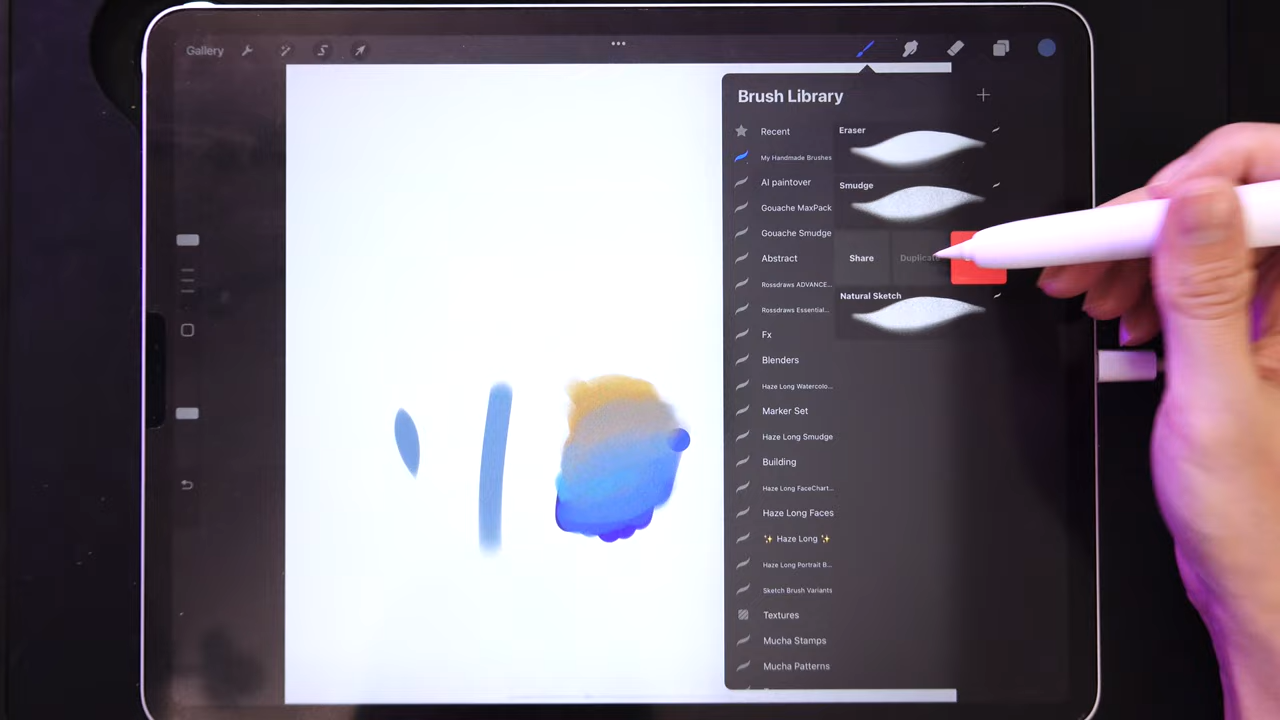 Gallery
Brush Library
Recent
My Handmade Brushes
AI paintover
Gouache MaxPack
Gouache Smudge
Abstract
Rossdraws ADVANCE...
Rossdraws Essential...
Fx
Blenders
Haze Long Watercolo...
Marker Set
Haze Long Smudge
Building
Haze Long FaceChart...
Haze Long Faces
✨ Haze Long ✨
Haze Long Portrait B...
Sketch Brush Variants
Textures
Mucha Stamps
Mucha Patterns
Eraser
Smudge
Share
Duplicate
Natural Sketch